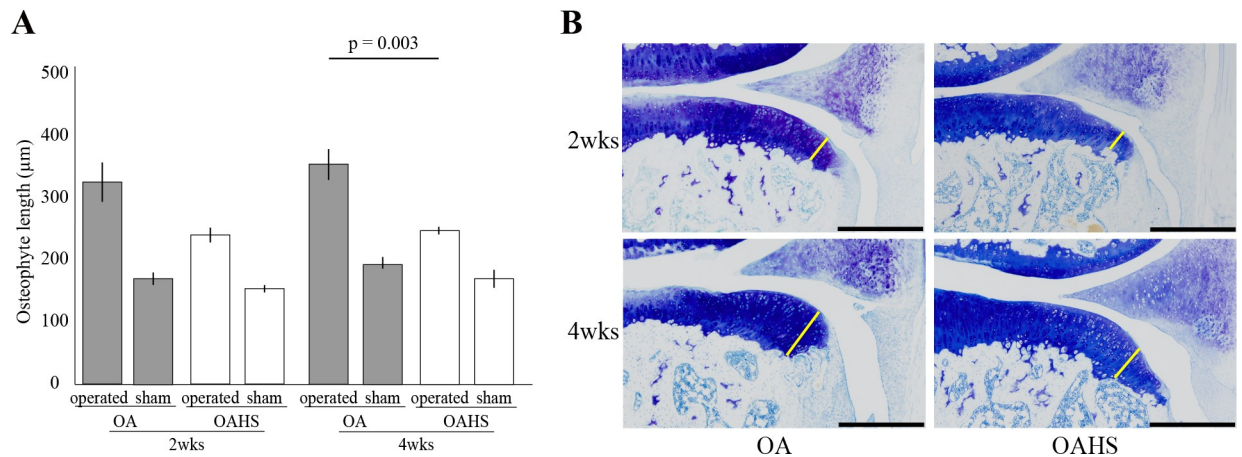 A
p = 0.003
500
400
300
200
100
0
Osteophyte length (μm)
operated sham operated sham operated sham operated sham
OA OAHS OA OAHS
2wks 4wks
B
2wks
4wks
OA OAHS